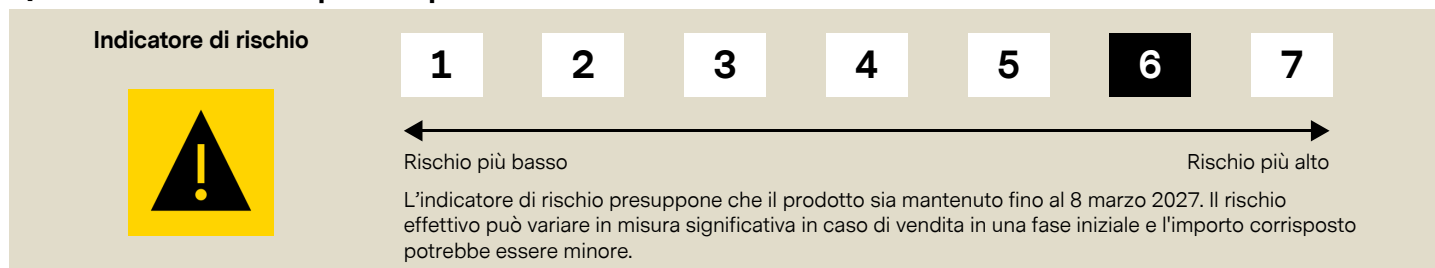 Indicatore di rischio
1 2 3 4 5 6 7
Rischio più basso Rischio più alto
L'indicatore di rischio presuppone che il prodotto sia mantenuto fino al 8 marzo 2027. Il rischio
effettivo può variare in misura significativa in caso di vendita in una fase iniziale e l'importo corrisposto
potrebbe essere minore.